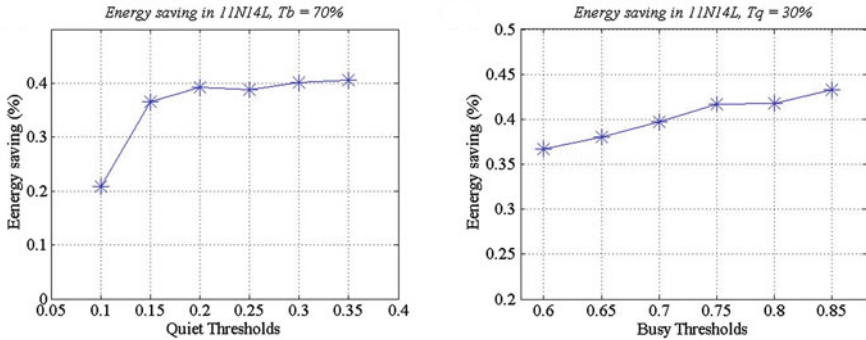 Energy saving in 11N14L, Tb = 70%
Eenergy saving (%)
0.4
0.3
0.2
0.1
0
0.05 0.1 0.15 0.2 0.25 0.3 0.35 0.4
Quiet Thresholds
Energy saving in 11N14L, Tq = 30%
Eenergy saving (%)
0.5
0.45
0.4
0.35
0.3
0.25
0.2
0.6 0.65 0.7 0.75 0.8 0.85
Busy Thresholds